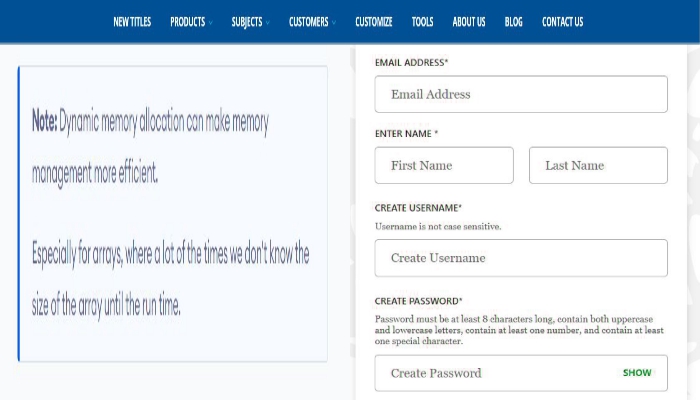 NEW TITLES PRODUCTS SUBJECTS CUSTOMERS CUSTOMIZE TOOLS ABOUT US BLOG CONTACT US
Note: Dynamic memory allocation can make memory
management more efficient.
Especially for arrays, where a lot of the times we don't know the
size of the array until the run time.
EMAIL ADDRESS*
Email Address
ENTER NAME *
First Name Last Name
CREATE USERNAME*
Username is not case sensitive.
Create Username
CREATE PASSWORD*
Password must be at least 8 characters long, contain both uppercase
and lowercase letters, contain at least one number, and contain at least
one special character.
Create Password SHOW